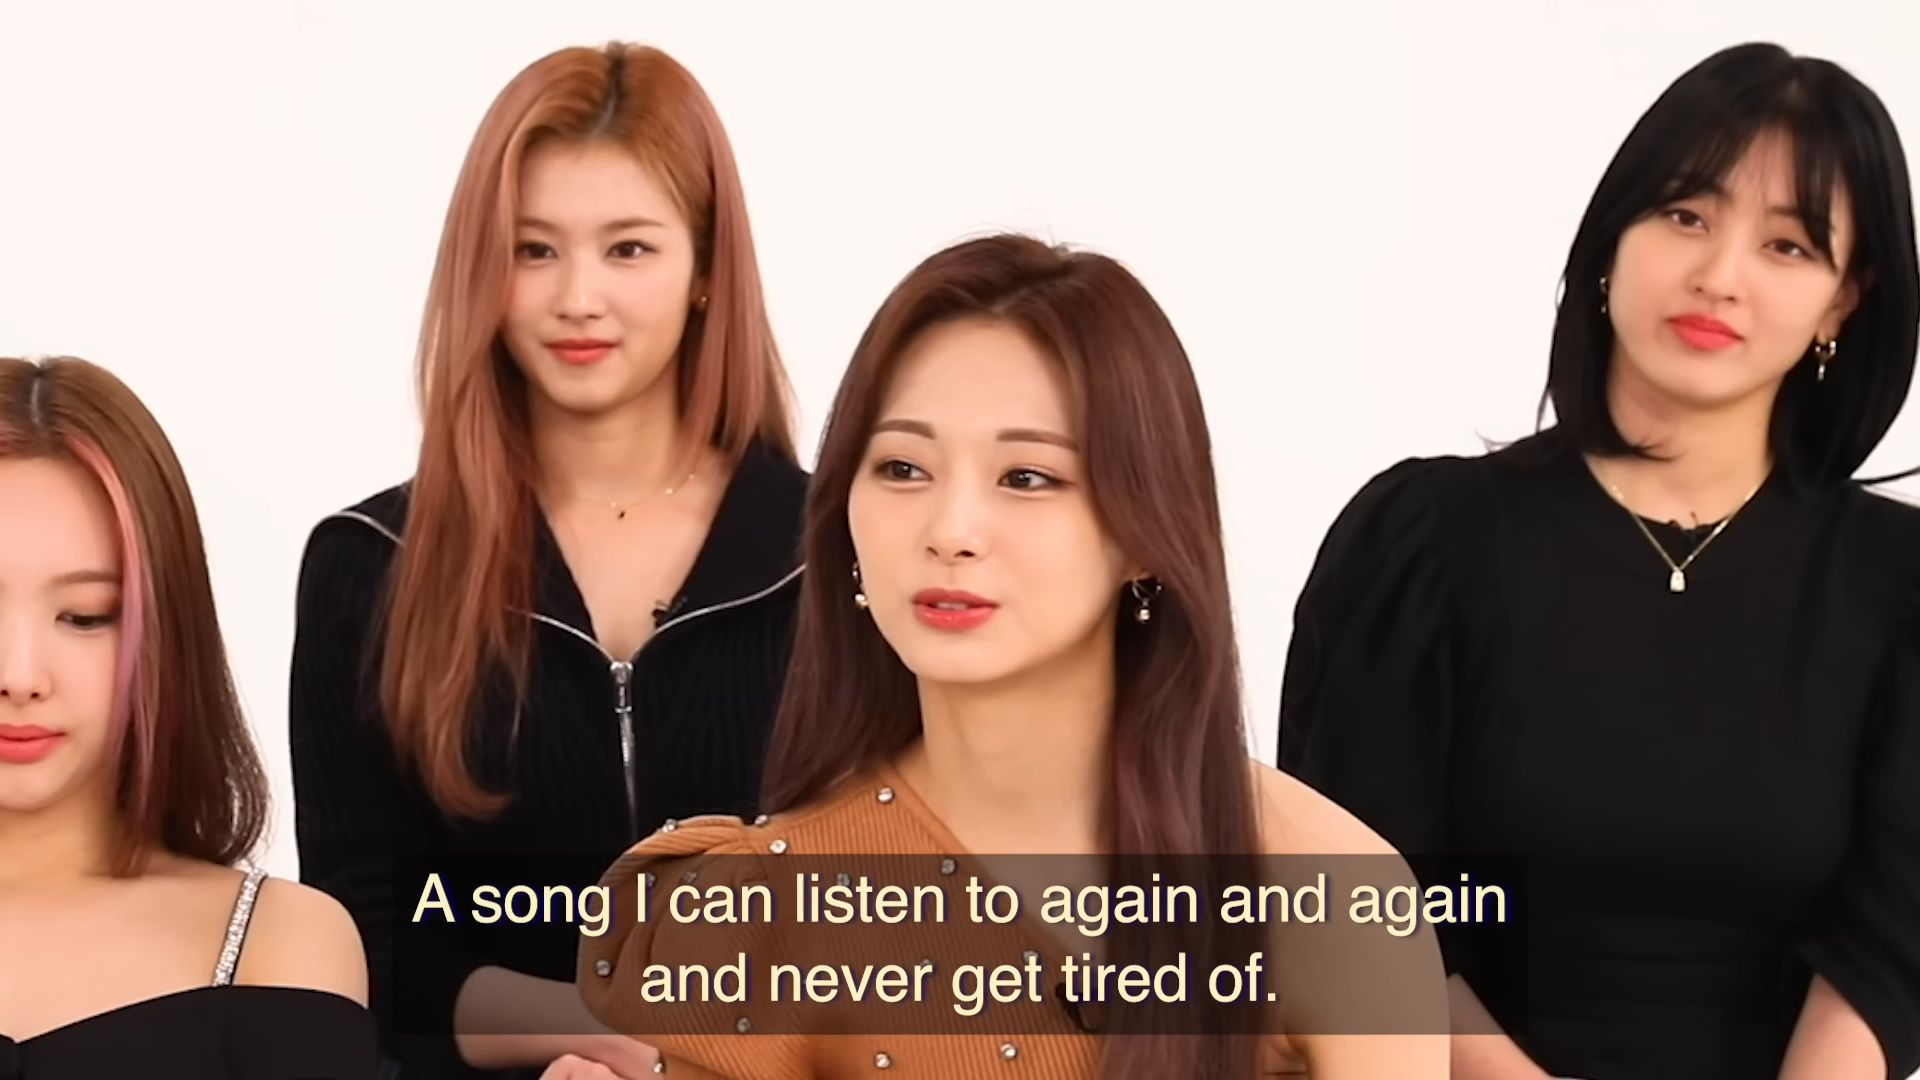 A song I can listen to again and again
and never get tired of.